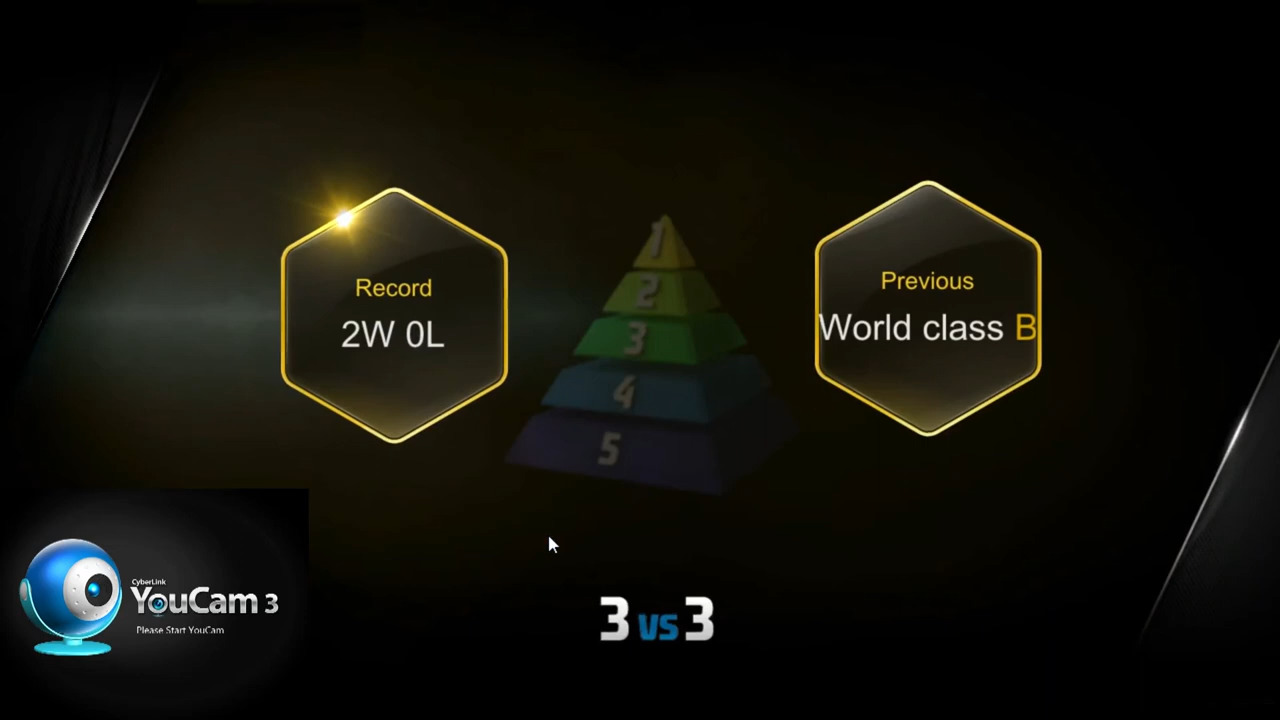 Record
2W 0L
1
2
3
4
5
Previous
World class B
3 vs 3
CyberLink
YouCam 3
Please Start YouCam